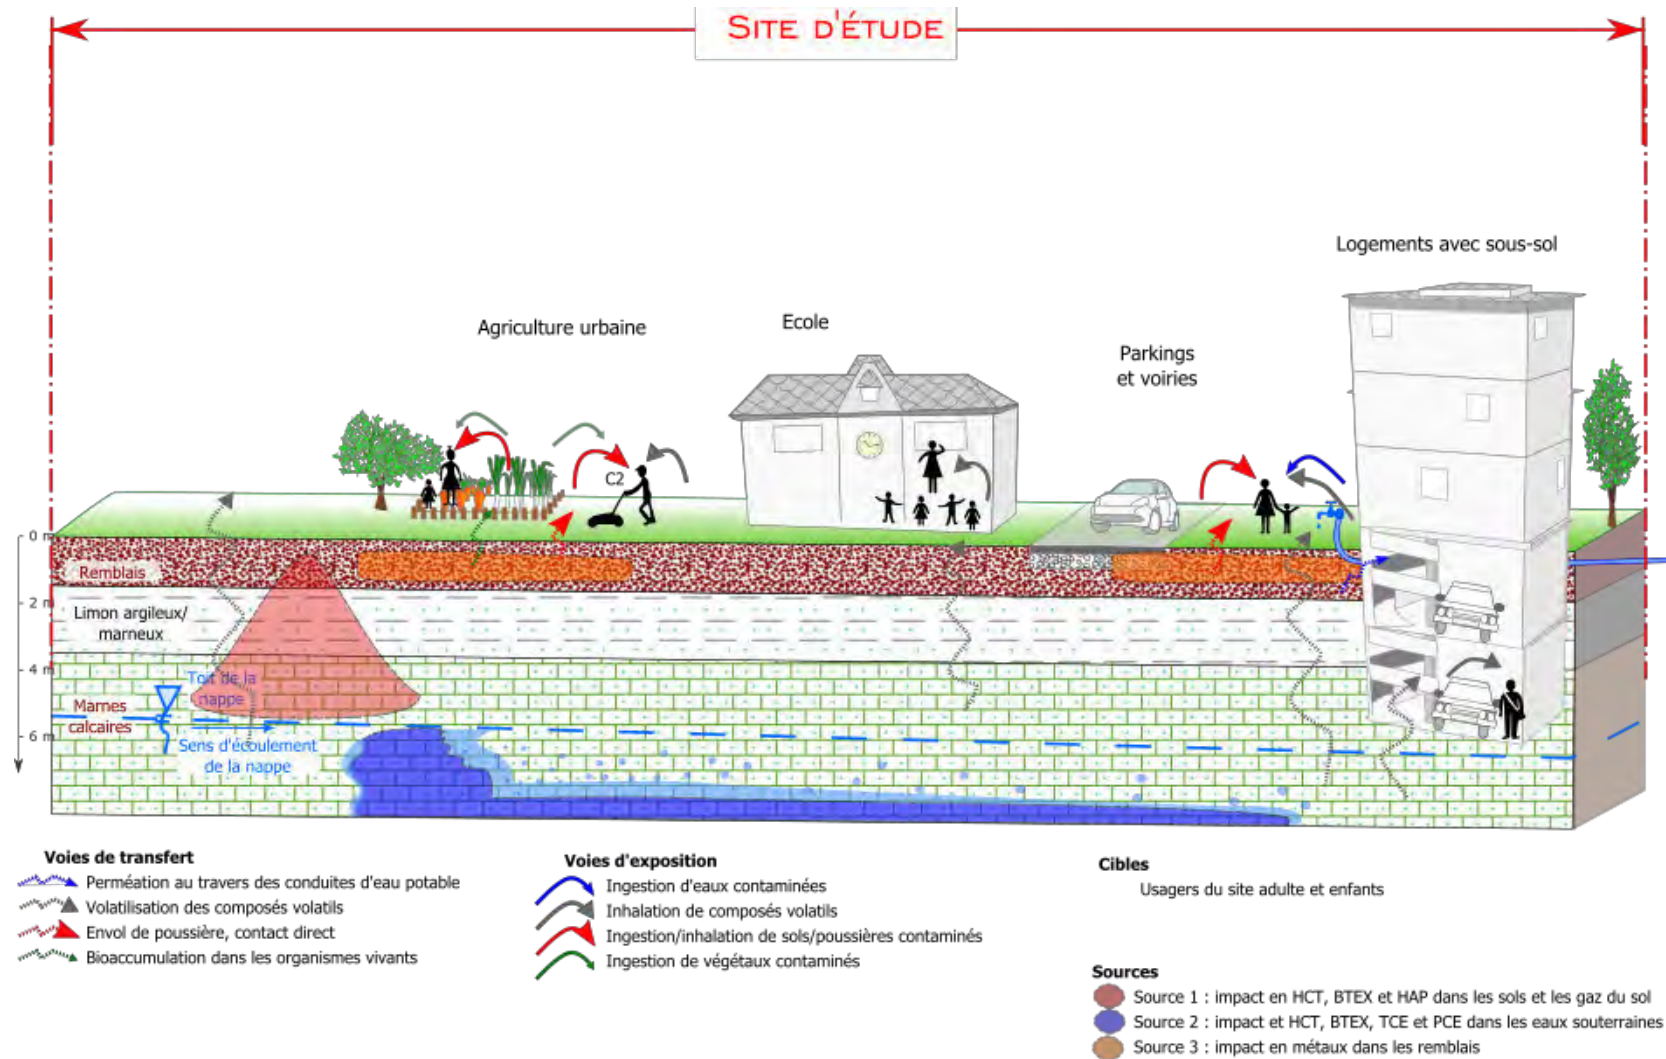 SITE D'ÉTUDE
Logements avec sous-sol
Agriculture urbaine
Ecole
Parkings
et voiries
C2
0 m
Remblais
- 2 m
Limon argileux/
marneux
- 4 m
Toit de la
nappe
Marnes
calcaires
- 6 m
Sens d'écoulement
de la nappe
Voies de transfert
Perméation au travers des conduites d'eau potable
Volatilisation des composés volatils
Envol de poussière, contact direct
Bioaccumulation dans les organismes vivants
Voies d'exposition
Ingestion d'eaux contaminées
Inhalation de composés volatils
Ingestion/inhalation de sols/poussières contaminés
Ingestion de végétaux contaminés
Cibles
Usagers du site adulte et enfants
Sources
Source 1 : impact en HCT, BTEX et HAP dans les sols et les gaz du sol
Source 2 : impact et HCT, BTEX, TCE et PCE dans les eaux souterraines
Source 3 : impact en métaux dans les remblais